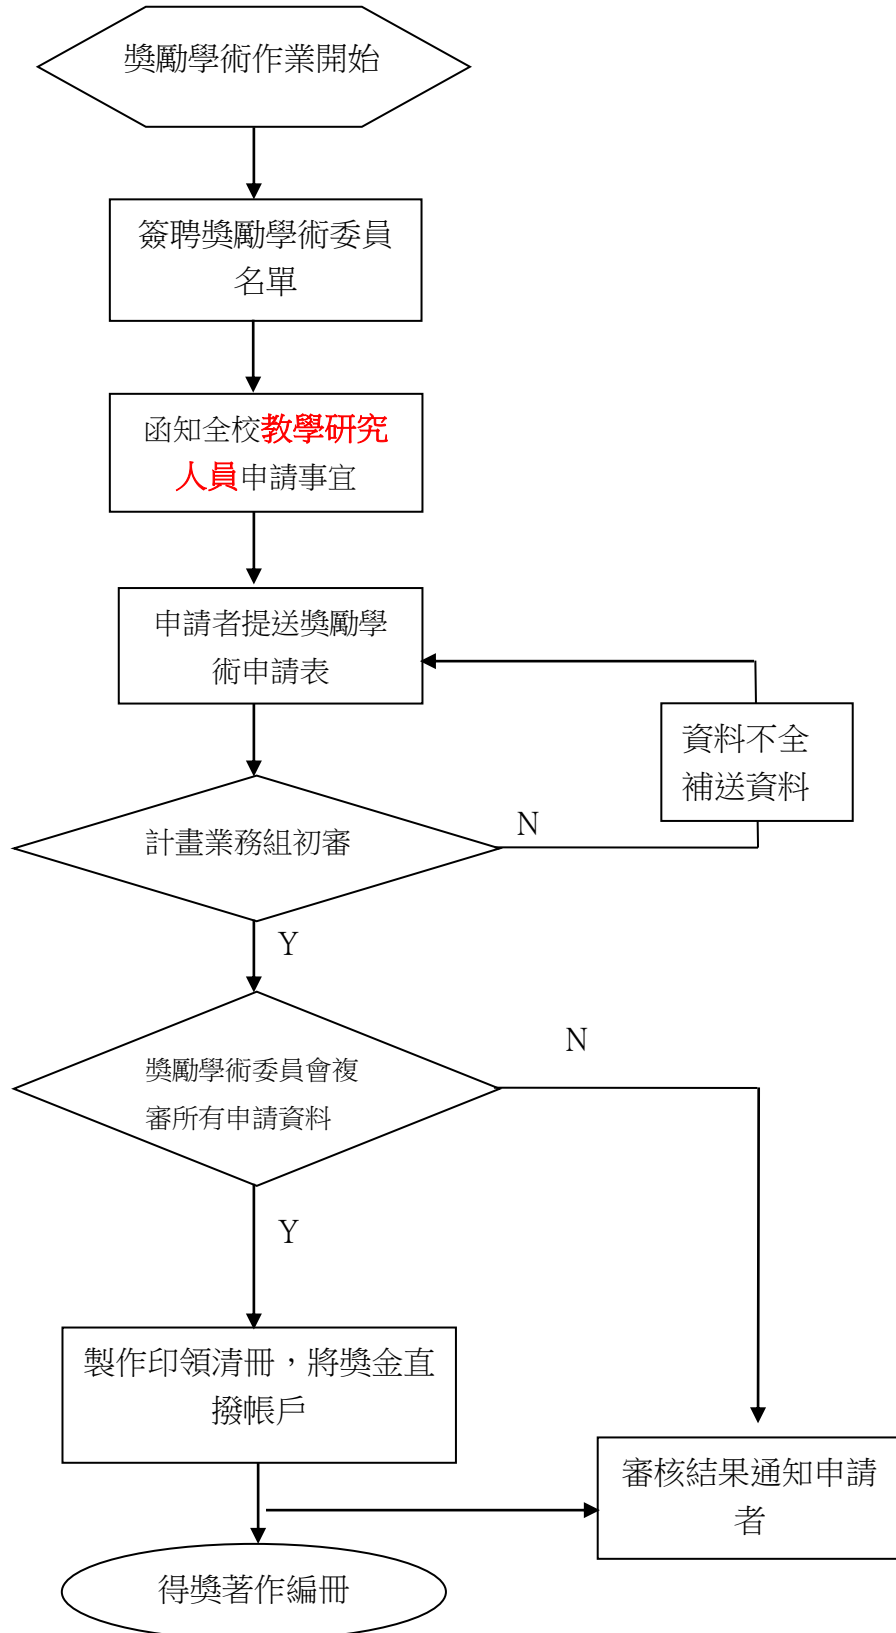 獎勵學術作業開始
簽聘獎勵學術委員
名單
函知全校教學研究
人員申請事宜
申請者提送獎勵學
術申請表
資料不全
補送資料
計畫業務組初審
N
Y
獎勵學術委員會複
審所有申請資料
N
Y
製作印領清冊，將獎金直
撥帳戶
審核結果通知申請
者
得獎著作編冊